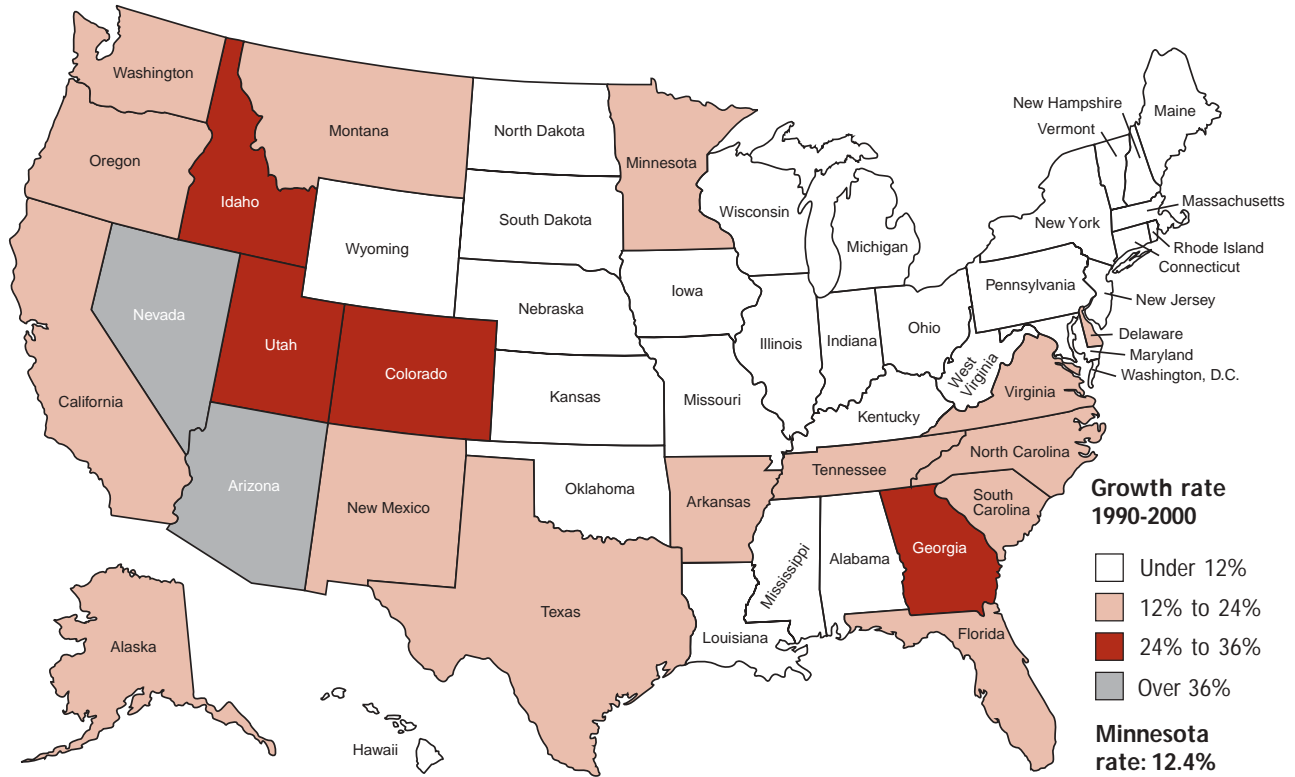 Washington
Montana
North Dakota
Minnesota
Oregon
Idaho
Wyoming
South Dakota
Wisconsin
Michigan
New York
New Hampshire
Vermont
Maine
Massachusetts
Rhode Island
Connecticut
Pennsylvania
New Jersey
Delaware
Maryland
Washington, D.C.
Nevada
Utah
Colorado
Nebraska
Iowa
Illinois
Indiana
Ohio
West
Virginia
Virginia
California
Kansas
Missouri
Kentucky
Arizona
New Mexico
Oklahoma
Arkansas
Tennessee
North Carolina
South
Carolina
Mississippi
Alabama
Georgia
Texas
Louisiana
Florida
Alaska
Hawaii
Growth rate
1990-2000
Under 12%
12% to 24%
24% to 36%
Over 36%
Minnesota
rate: 12.4%